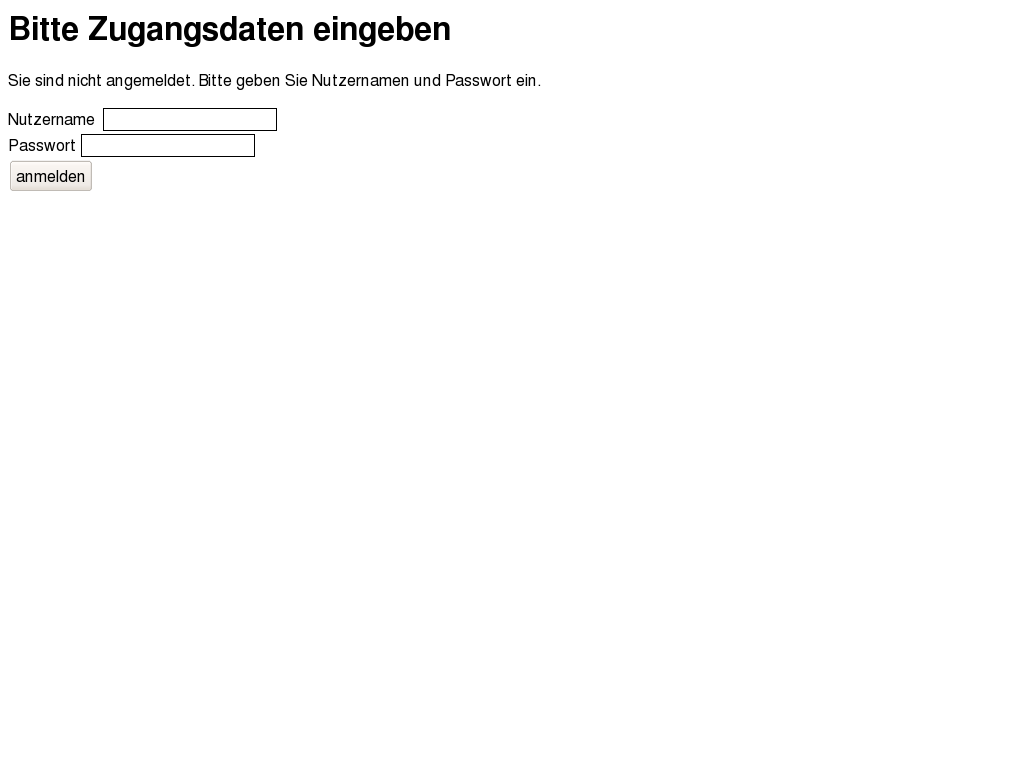 Bitte Zugangsdaten eingeben
Sie sind nicht angemeldet. Bitte geben Sie Nutzernamen und Passwort ein.
Nutzername
Passwort
anmelden